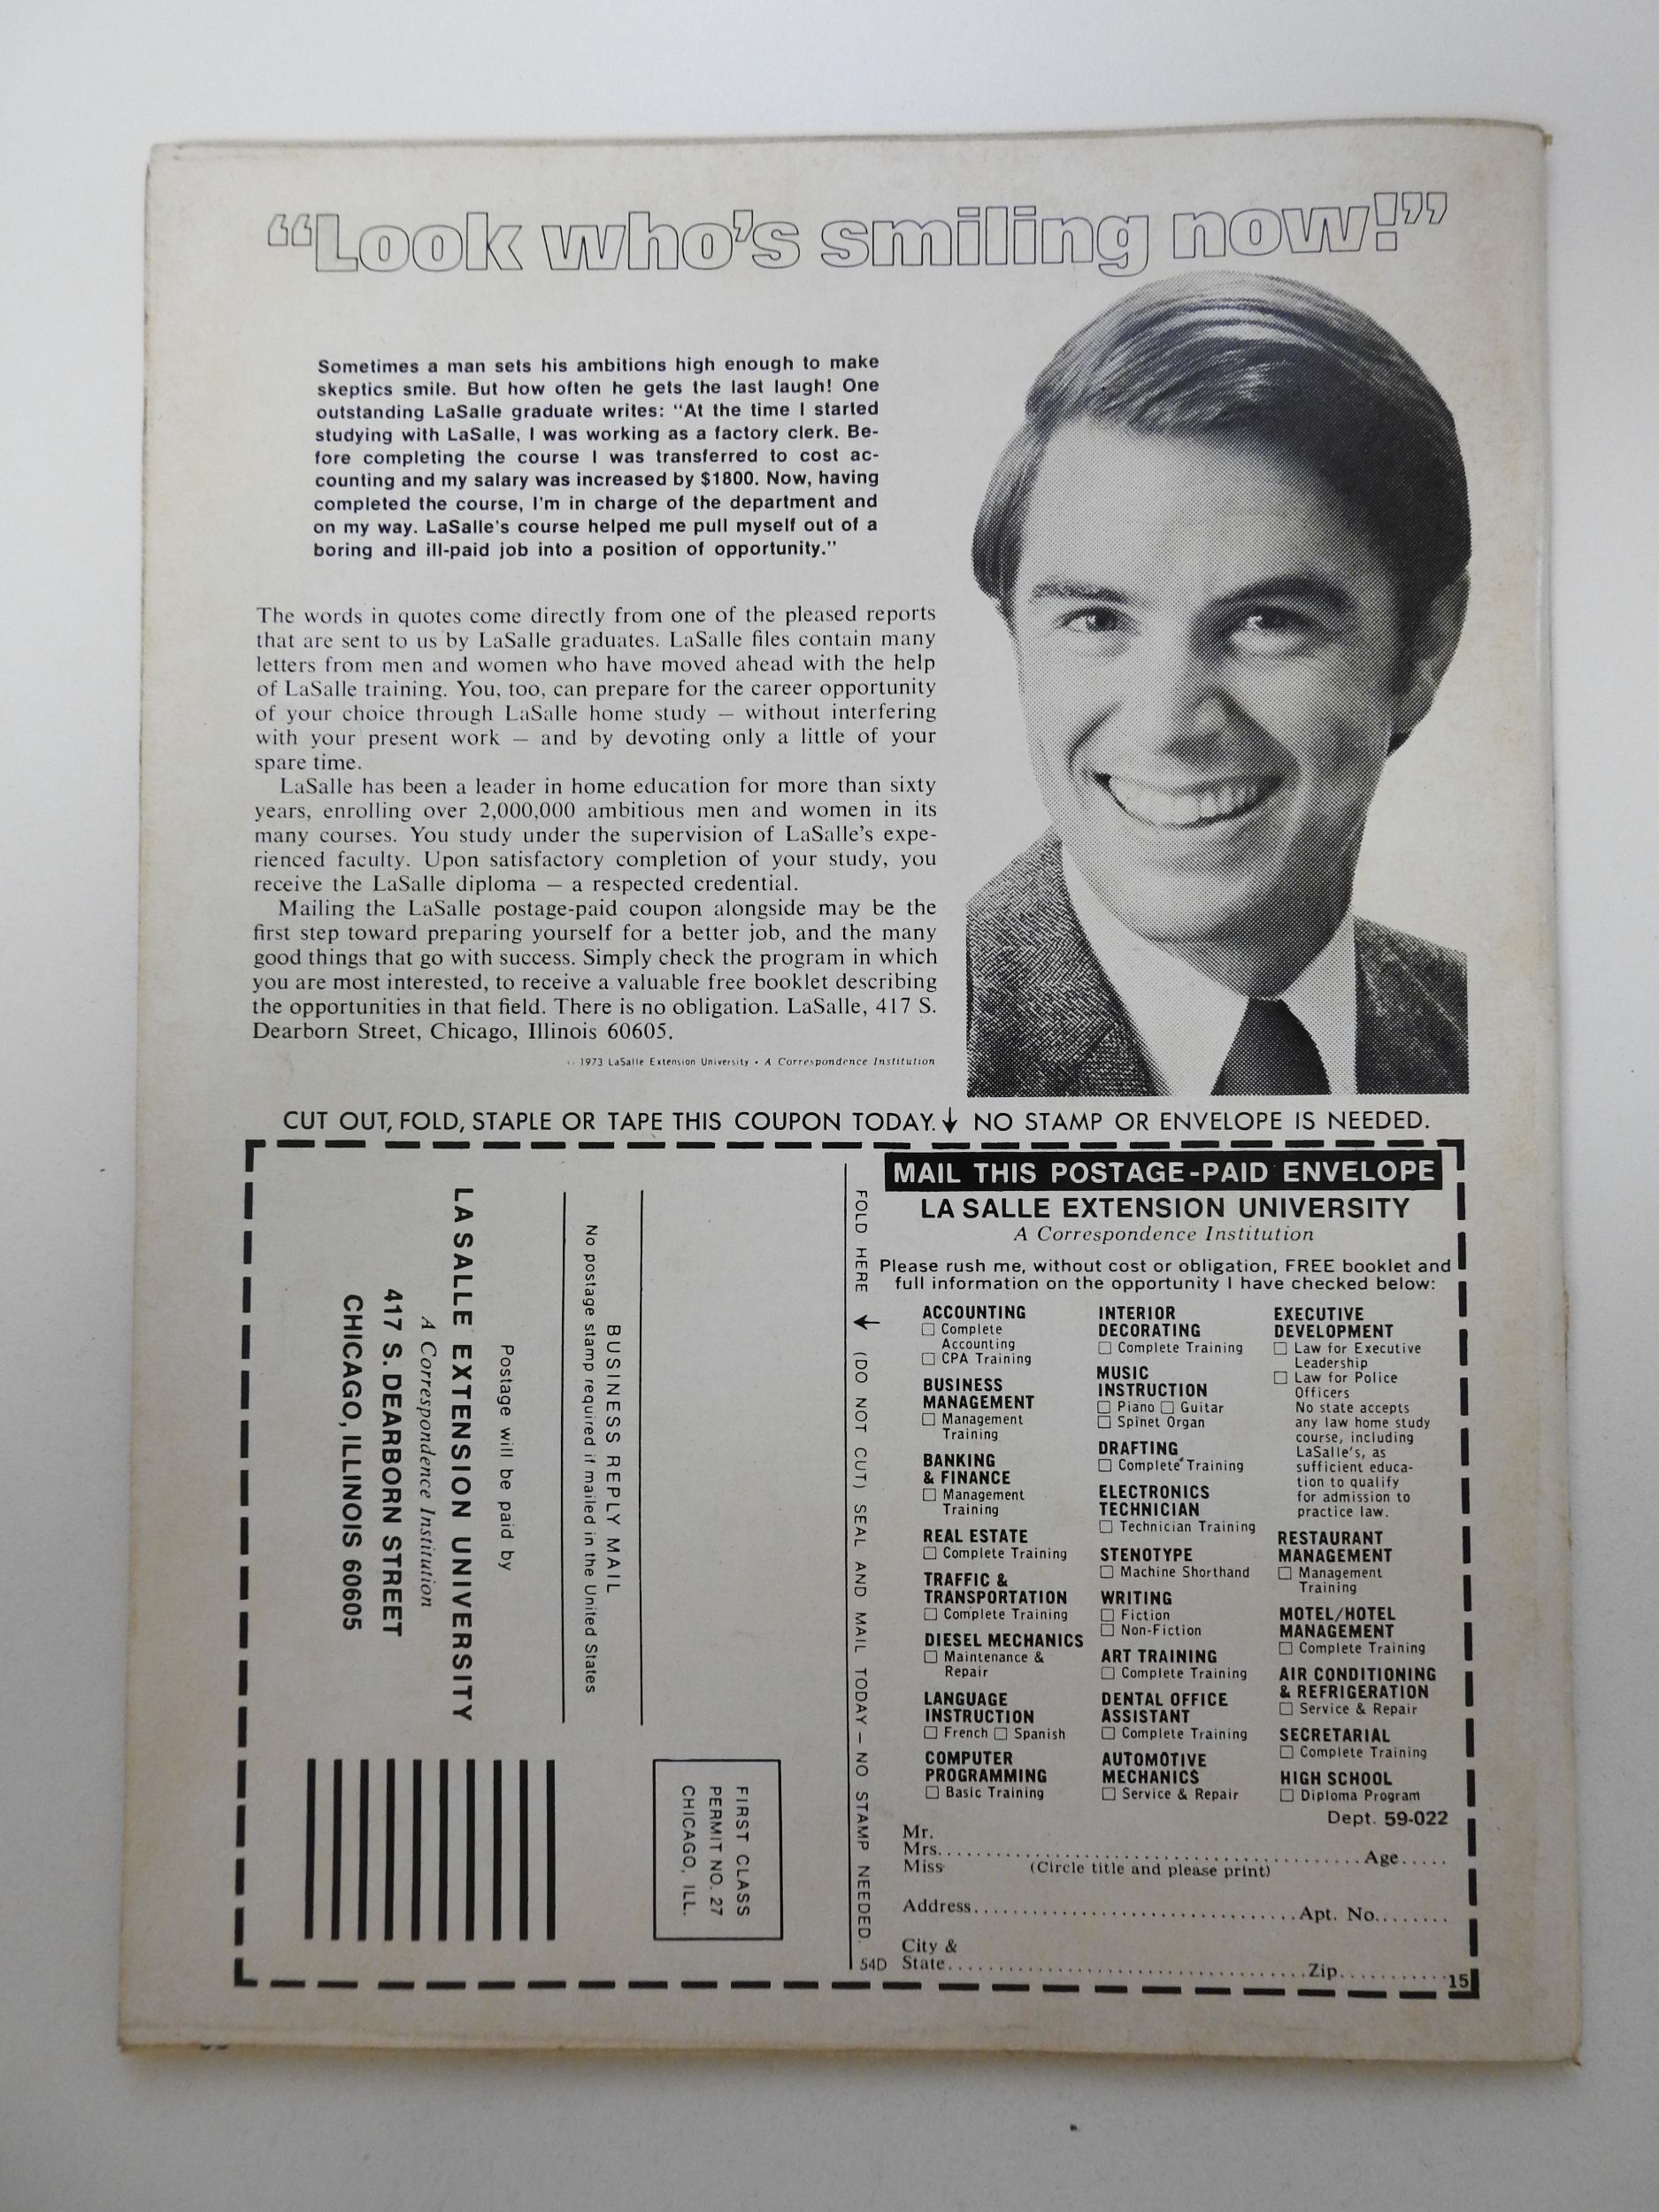 “Look who’s smiling now!”
Sometimes a man sets his ambitions high enough to make
skeptics smile. But how often he gets the last laugh! One
outstanding LaSalle graduate writes: “At the time I started
studying with LaSalle, I was working as a factory clerk. Be-
fore completing the course I was transferred to cost ac-
counting and my salary was increased by $1800. Now, having
completed the course, I'm in charge of the department and
on my way. LaSalle's course helped me pull myself out of a
boring and ill-paid job into a position of opportunity.”
The words in quotes come directly from one of the pleased reports
that are sent to us by LaSalle graduates. LaSalle files contain many
letters from men and women who have moved ahead with the help
of LaSalle training. You, too, can prepare for the career opportunity
of your choice through LaSalle home study — without interfering
with your present work — and by devoting only a little of your
spare time.
LaSalle has been a leader in home education for more than sixty
years, enrolling over 2,000,000 ambitious men and women in its
many courses. You study under the supervision of LaSalle's expe-
rienced faculty. Upon satisfactory completion of your study, you
receive the LaSalle diploma — a respected credential.
Mailing the LaSalle postage-paid coupon alongside may be the
first step toward preparing yourself for a better job, and the many
good things that go with success. Simply check the program in which
you are most interested, to receive a valuable free booklet describing
the opportunities in that field. There is no obligation. LaSalle, 417 S.
Dearborn Street, Chicago, Illinois 60605.
© 1973 LaSalle Extension University • A Correspondence Institution
CUT OUT, FOLD, STAPLE OR TAPE THIS COUPON TODAY.↓ NO STAMP OR ENVELOPE IS NEEDED.
FIRST CLASS
PERMIT NO. 27
CHICAGO, ILL.
BUSINESS REPLY MAIL
No postage stamp required if mailed in the United States
Postage will be paid by
LA SALLE EXTENSION UNIVERSITY
A Correspondence Institution
417 S. DEARBORN STREET
CHICAGO, ILLINOIS 60605
FOLD HERE ↓ (DO NOT CUT) SEAL AND MAIL TODAY — NO STAMP NEEDED.
54D
MAIL THIS POSTAGE-PAID ENVELOPE
LA SALLE EXTENSION UNIVERSITY
A Correspondence Institution
Please rush me, without cost or obligation, FREE booklet and
full information on the opportunity I have checked below:
ACCOUNTING
☐ Complete
Accounting
☐ CPA Training
BUSINESS
MANAGEMENT
☐ Management
Training
BANKING
& FINANCE
☐ Management
Training
REAL ESTATE
☐ Complete Training
TRAFFIC &
TRANSPORTATION
☐ Complete Training
DIESEL MECHANICS
☐ Maintenance &
Repair
LANGUAGE
INSTRUCTION
☐ French ☐ Spanish
COMPUTER
PROGRAMMING
☐ Basic Training
INTERIOR
DECORATING
☐ Complete Training
MUSIC
INSTRUCTION
☐ Piano ☐ Guitar
☐ Spinet Organ
DRAFTING
☐ Complete Training
ELECTRONICS
TECHNICIAN
☐ Technician Training
STENOTYPE
☐ Machine Shorthand
WRITING
☐ Fiction
☐ Non-Fiction
ART TRAINING
☐ Complete Training
DENTAL OFFICE
ASSISTANT
☐ Complete Training
AUTOMOTIVE
MECHANICS
☐ Service & Repair
EXECUTIVE
DEVELOPMENT
☐ Law for Executive
Leadership
☐ Law for Police
Officers
No state accepts
any law home study
course, including
LaSalle's, as
sufficient educa-
tion to qualify
for admission to
practice law.
RESTAURANT
MANAGEMENT
☐ Management
Training
MOTEL/HOTEL
MANAGEMENT
☐ Complete Training
AIR CONDITIONING
& REFRIGERATION
☐ Service & Repair
SECRETARIAL
☐ Complete Training
HIGH SCHOOL
☐ Diploma Program
Dept. 59-022
Mr.
Mrs. Age
Miss (Circle title and please print)
Address Apt. No.
City &
State Zip
15